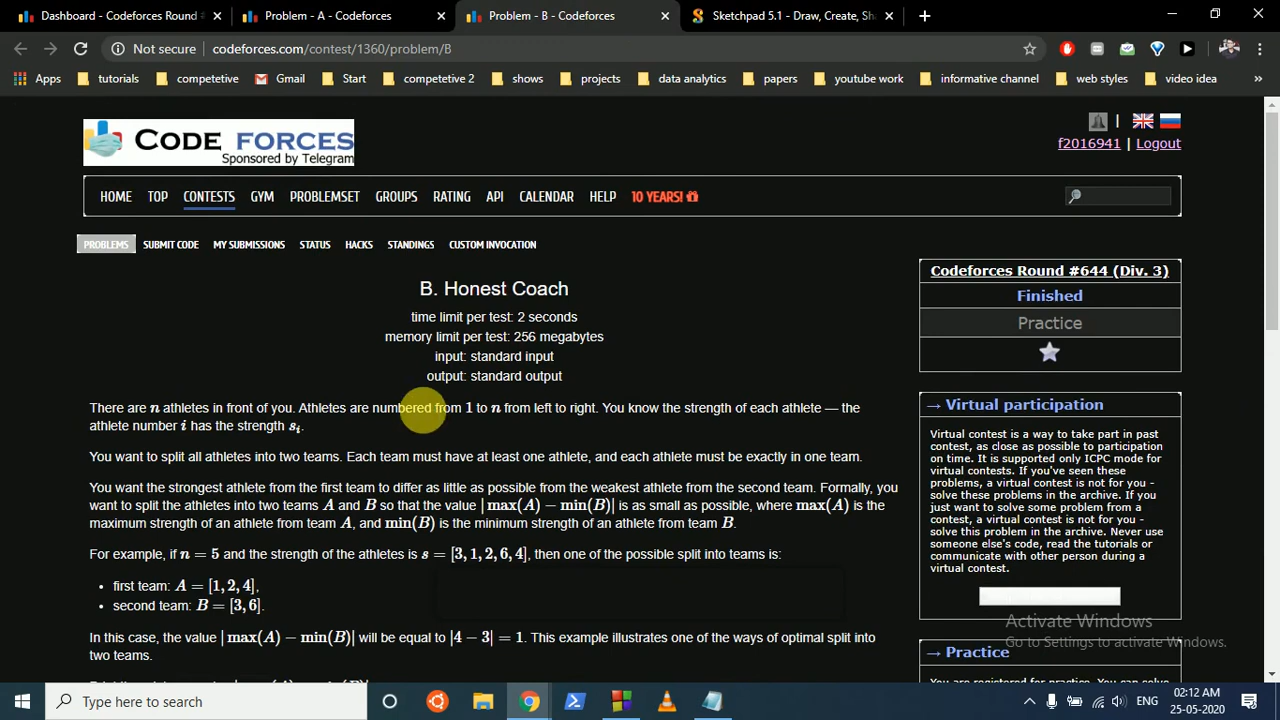 Dashboard - Codeforces Round #
Problem - A - Codeforces
Problem - B - Codeforces
Sketchpad 5.1 - Draw, Create, Sha
Not secure | codeforces.com/contest/1360/problem/B
Apps tutorials competetive Gmail Start competetive 2 shows projects data analytics papers youtube work informative channel web styles video idea »
CODE FORCES
Sponsored by Telegram
f2016941 | Logout
HOME TOP CONTESTS GYM PROBLEMSET GROUPS RATING API CALENDAR HELP 10 YEARS!
PROBLEMS SUBMIT CODE MY SUBMISSIONS STATUS HACKS STANDINGS CUSTOM INVOCATION
B. Honest Coach
time limit per test: 2 seconds
memory limit per test: 256 megabytes
input: standard input
output: standard output
There are n athletes in front of you. Athletes are numbered from 1 to n from left to right. You know the strength of each athlete — the
athlete number i has the strength sᵢ.
You want to split all athletes into two teams. Each team must have at least one athlete, and each athlete must be exactly in one team.
You want the strongest athlete from the first team to differ as little as possible from the weakest athlete from the second team. Formally, you
want to split the athletes into two teams A and B so that the value |max(A) − min(B)| is as small as possible, where max(A) is the
maximum strength of an athlete from team A, and min(B) is the minimum strength of an athlete from team B.
For example, if n = 5 and the strength of the athletes is s = [3, 1, 2, 6, 4], then one of the possible split into teams is:
• first team: A = [1, 2, 4],
• second team: B = [3, 6].
In this case, the value |max(A) − min(B)| will be equal to |4 − 3| = 1. This example illustrates one of the ways of optimal split into
two teams.
Codeforces Round #644 (Div. 3)
Finished
Practice
→ Virtual participation
Virtual contest is a way to take part in past
contest, as close as possible to participation
on time. It is supported only ICPC mode for
virtual contests. If you've seen these
problems, a virtual contest is not for you -
solve these problems in the archive. If you
just want to solve some problem from a
contest, a virtual contest is not for you -
solve this problem in the archive. Never use
someone else's code, read the tutorials or
communicate with other person during a
virtual contest.
Activate Windows
Go to Settings to activate Windows.
→ Practice
You are registered for practice. You can solve
Type here to search
ENG
02:12 AM
25-05-2020